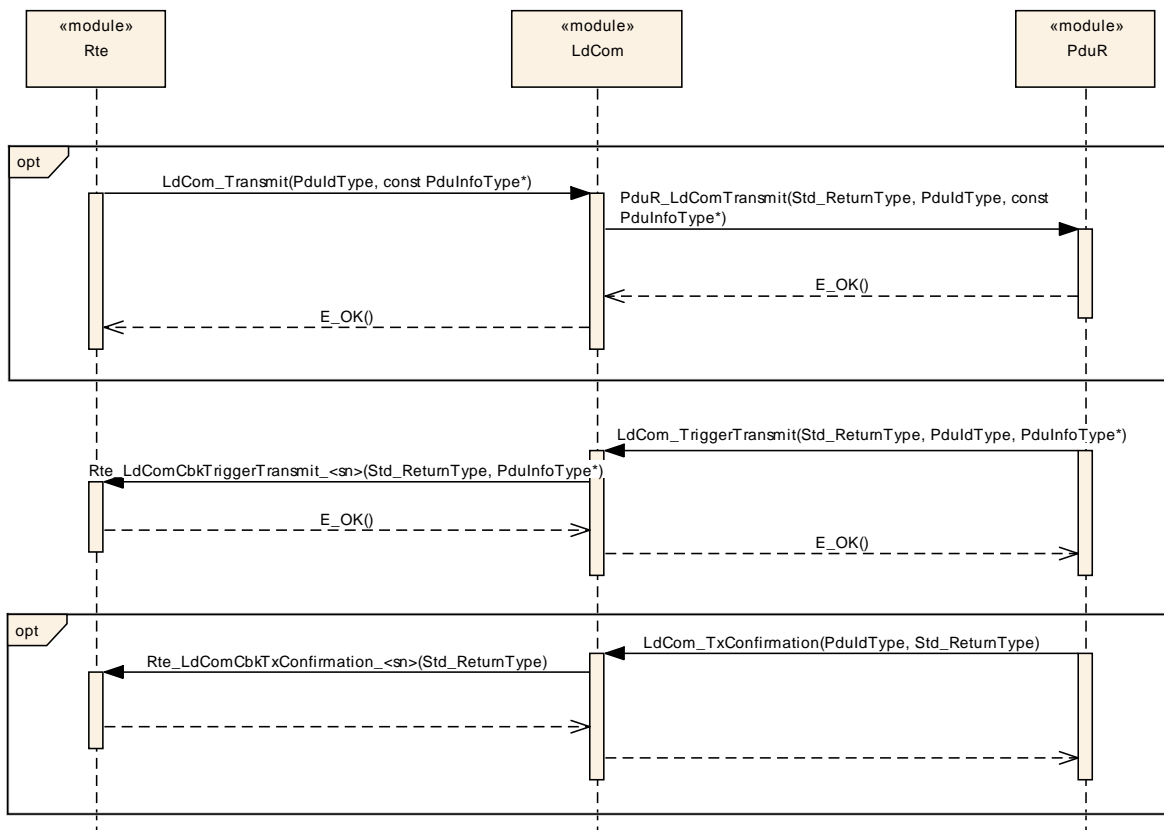 «module»
Rte
«module»
LdCom
«module»
PduR
opt
LdCom_Transmit(PduIdType, const PduInfoType*)
PduR_LdComTransmit(Std_ReturnType, PduIdType, const
PduInfoType*)
E_OK()
E_OK()
LdCom_TriggerTransmit(Std_ReturnType, PduIdType, PduInfoType*)
Rte_LdComCbkTriggerTransmit_<sn>(Std_ReturnType, PduInfoType*)
E_OK()
E_OK()
opt
LdCom_TxConfirmation(PduIdType, Std_ReturnType)
Rte_LdComCbkTxConfirmation_<sn>(Std_ReturnType)